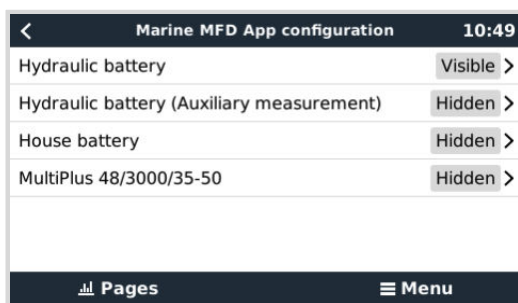 Marine MFD App configuration 10:49
Hydraulic battery Visible
Hydraulic battery (Auxiliary measurement) Hidden
House battery Hidden
MultiPlus 48/3000/35-50 Hidden
Pages Menu